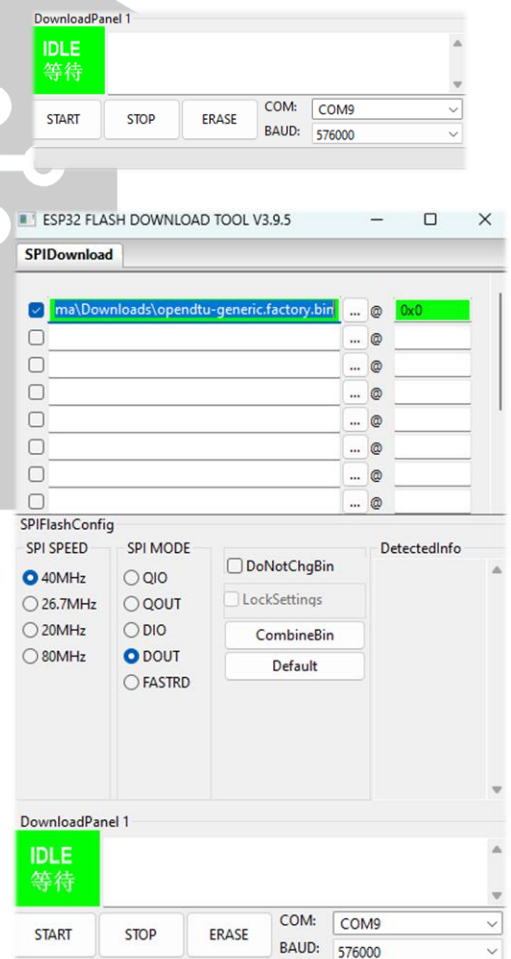 DownloadPanel 1
IDLE
等待
START STOP ERASE COM: COM9
BAUD: 576000
ESP32 FLASH DOWNLOAD TOOL V3.9.5
SPIDownload
ma\Downloads\opendtu-generic.factory.bin ... @ 0x0
... @
... @
... @
... @
... @
... @
... @
SPIFlashConfig
SPI SPEED SPI MODE DetectedInfo
DoNotChgBin
40MHz QIO
LockSettings
26.7MHz QOUT
20MHz DIO CombineBin
80MHz DOUT Default
FASTRD
DownloadPanel 1
IDLE
等待
START STOP ERASE COM: COM9
BAUD: 576000